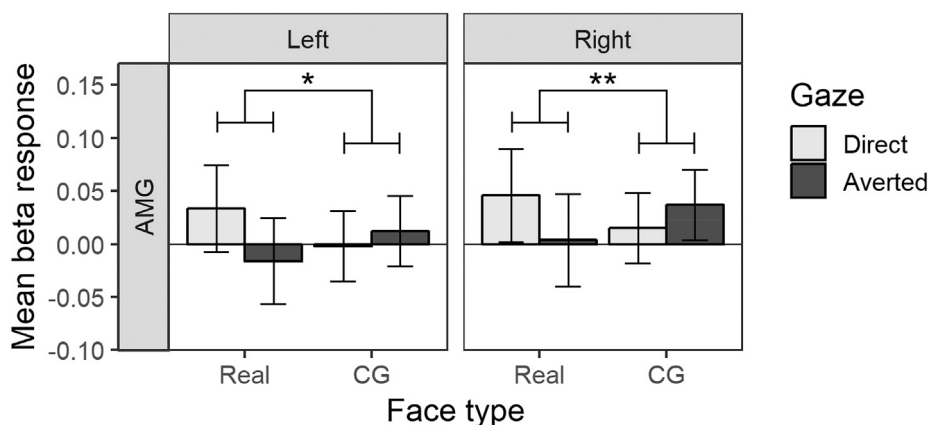 Left
Right
Mean beta response
AMG
0.15
0.10
0.05
0.00
-0.05
-0.10
*
**
Real
CG
Real
CG
Face type
Gaze
Direct
Averted